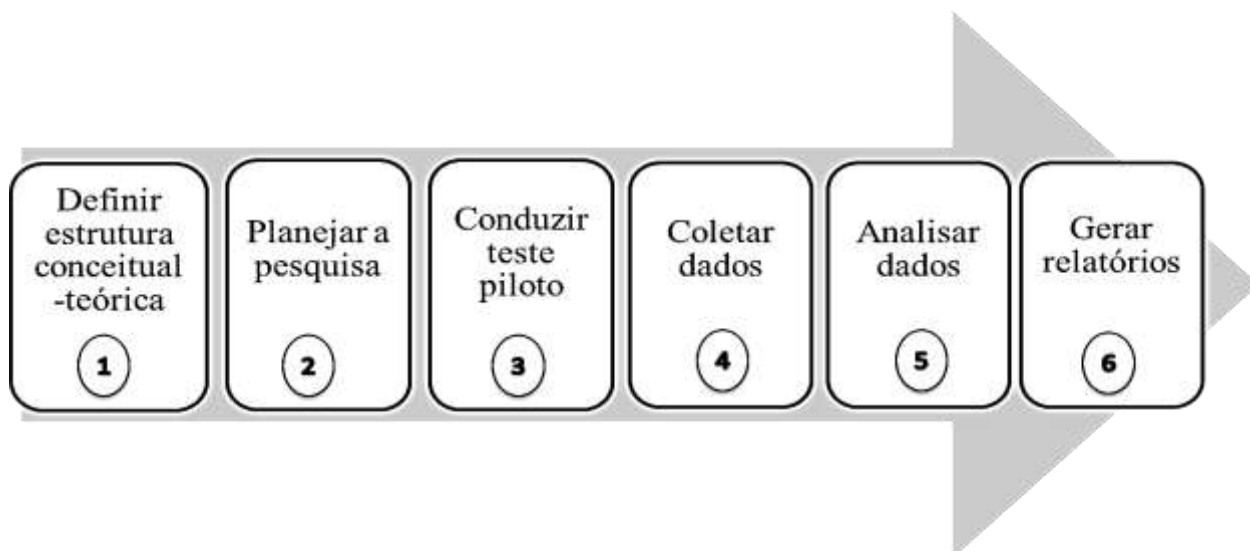 Definir
estrutura
conceitual
-teórica
1
Planejar a
pesquisa
2
Conduzir
teste
piloto
3
Coletar
dados
4
Analisar
dados
5
Gerar
relatórios
6